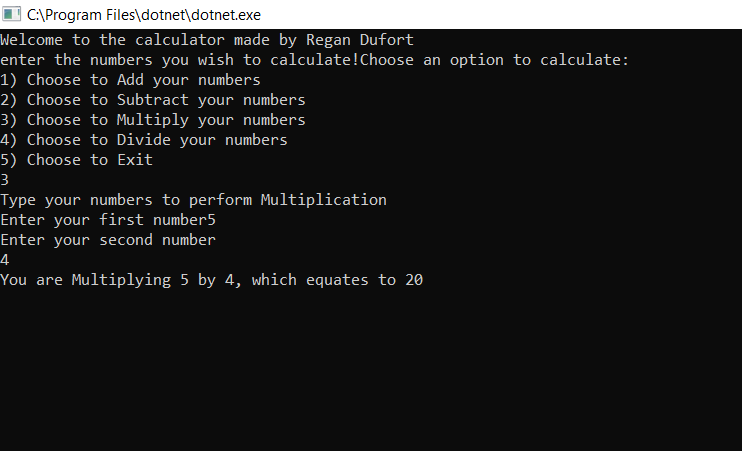 C:\Program Files\dotnet\dotnet.exe
Welcome to the calculator made by Regan Dufort
enter the numbers you wish to calculate!Choose an option to calculate:
1) Choose to Add your numbers
2) Choose to Subtract your numbers
3) Choose to Multiply your numbers
4) Choose to Divide your numbers
5) Choose to Exit
3
Type your numbers to perform Multiplication
Enter your first number5
Enter your second number
4
You are Multiplying 5 by 4, which equates to 20